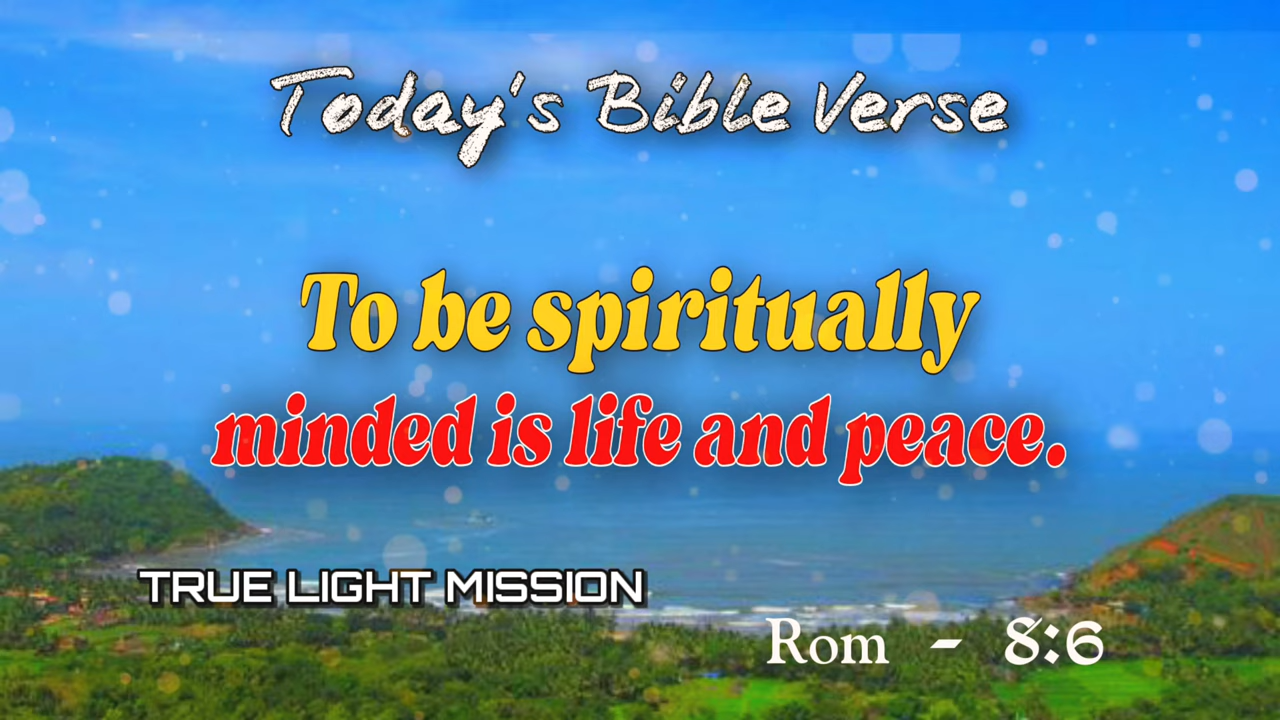 Today's Bible Verse
To be spiritually
minded is life and peace.
TRUE LIGHT MISSION
Rom - 8:6